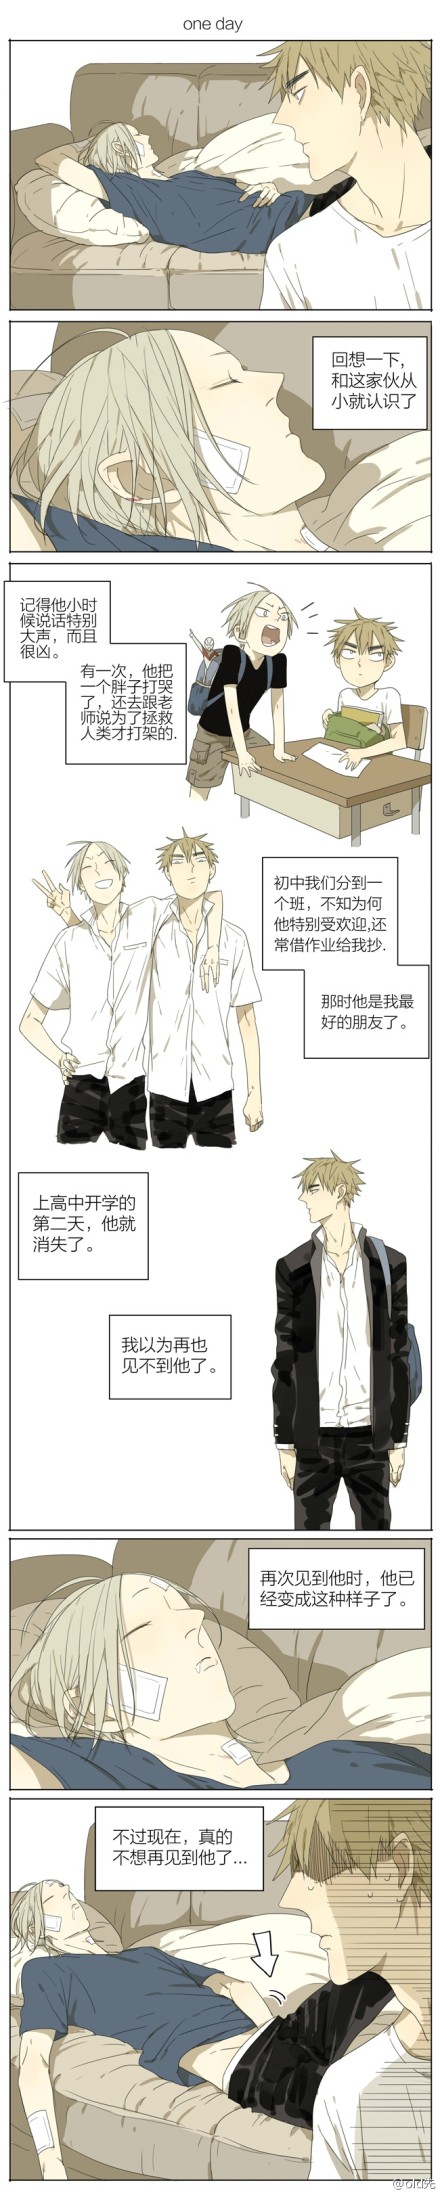 one day
回想一下，
和这家伙从
小就认识了
记得他小时
候说话特别
大声，而且
很凶。
有一次，他把
一个胖子打哭
了，还去跟老
师说为了拯救
人类才打架的.
初中我们分到一
个班，不知为何
他特别受欢迎,还
常借作业给我抄.
那时他是我最
好的朋友了。
上高中开学的
第二天，他就
消失了。
我以为再也
见不到他了。
再次见到他时，他已
经变成这种样子了。
不过现在，真的
不想再见到他了...
@old先